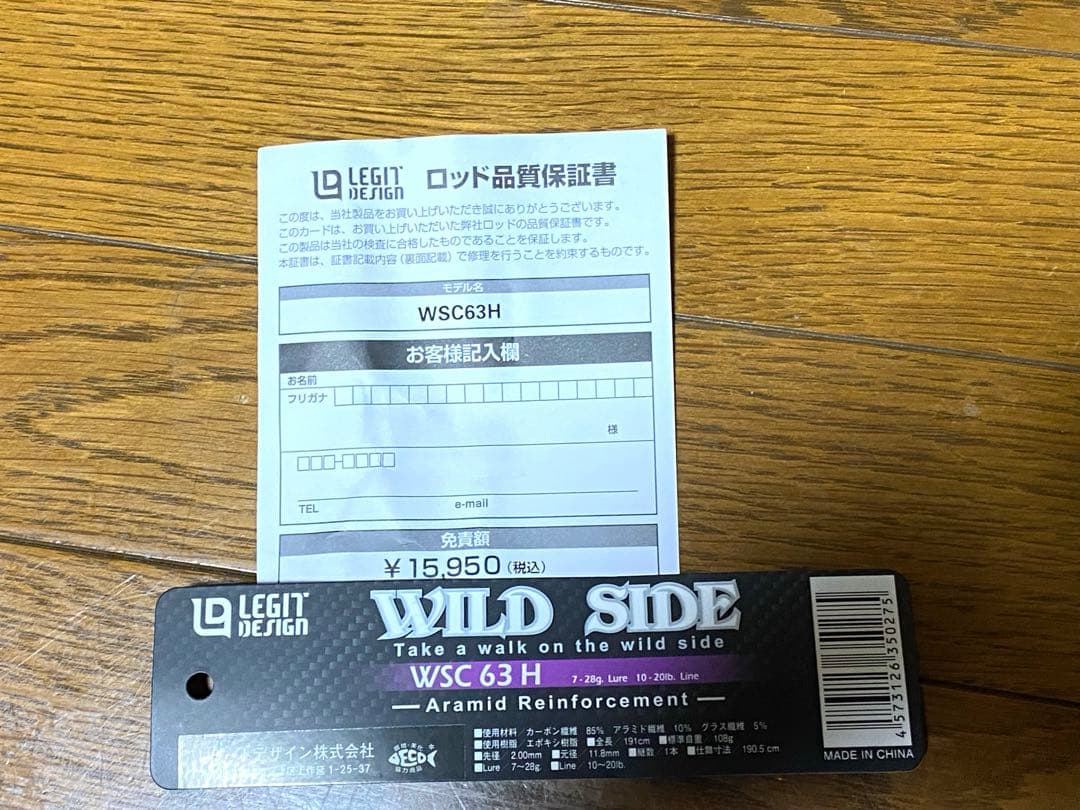 LEGIT DESIGN ロッド品質保証書
この度は、当社製品をお買い上げいただき誠にありがとうございます。
このカードは、お買い上げいただいた弊社ロッドの品質保証書です。
この製品は当社の検査に合格したものであることを保証します。
本証書は、証書記載内容(裏面記載)で修理を行うことを約束するものです。
モデル名
WSC63H
お客様記入欄
お名前
フリガナ
様
TEL e-mail
免責額
¥15,950(税込)
LEGIT DESIGN
WILD SIDE
Take a walk on the wild side
WSC 63 H 7-28g. Lure 10-20lb. Line
Aramid Reinforcement
デザイン株式会社
1-25-37
■使用材料/カーボン繊維 85% アラミド繊維 10% グラス繊維 5%
■使用樹脂/エポキシ樹脂 ■全長/191cm ■標準自重/108g
■先径/2.00mm ■元径/11.8mm ■継数/1本 ■仕舞寸法/190.5cm
■Lure/7~28g. ■Line/10~20lb.
4 573126 350275
MADE IN CHINA